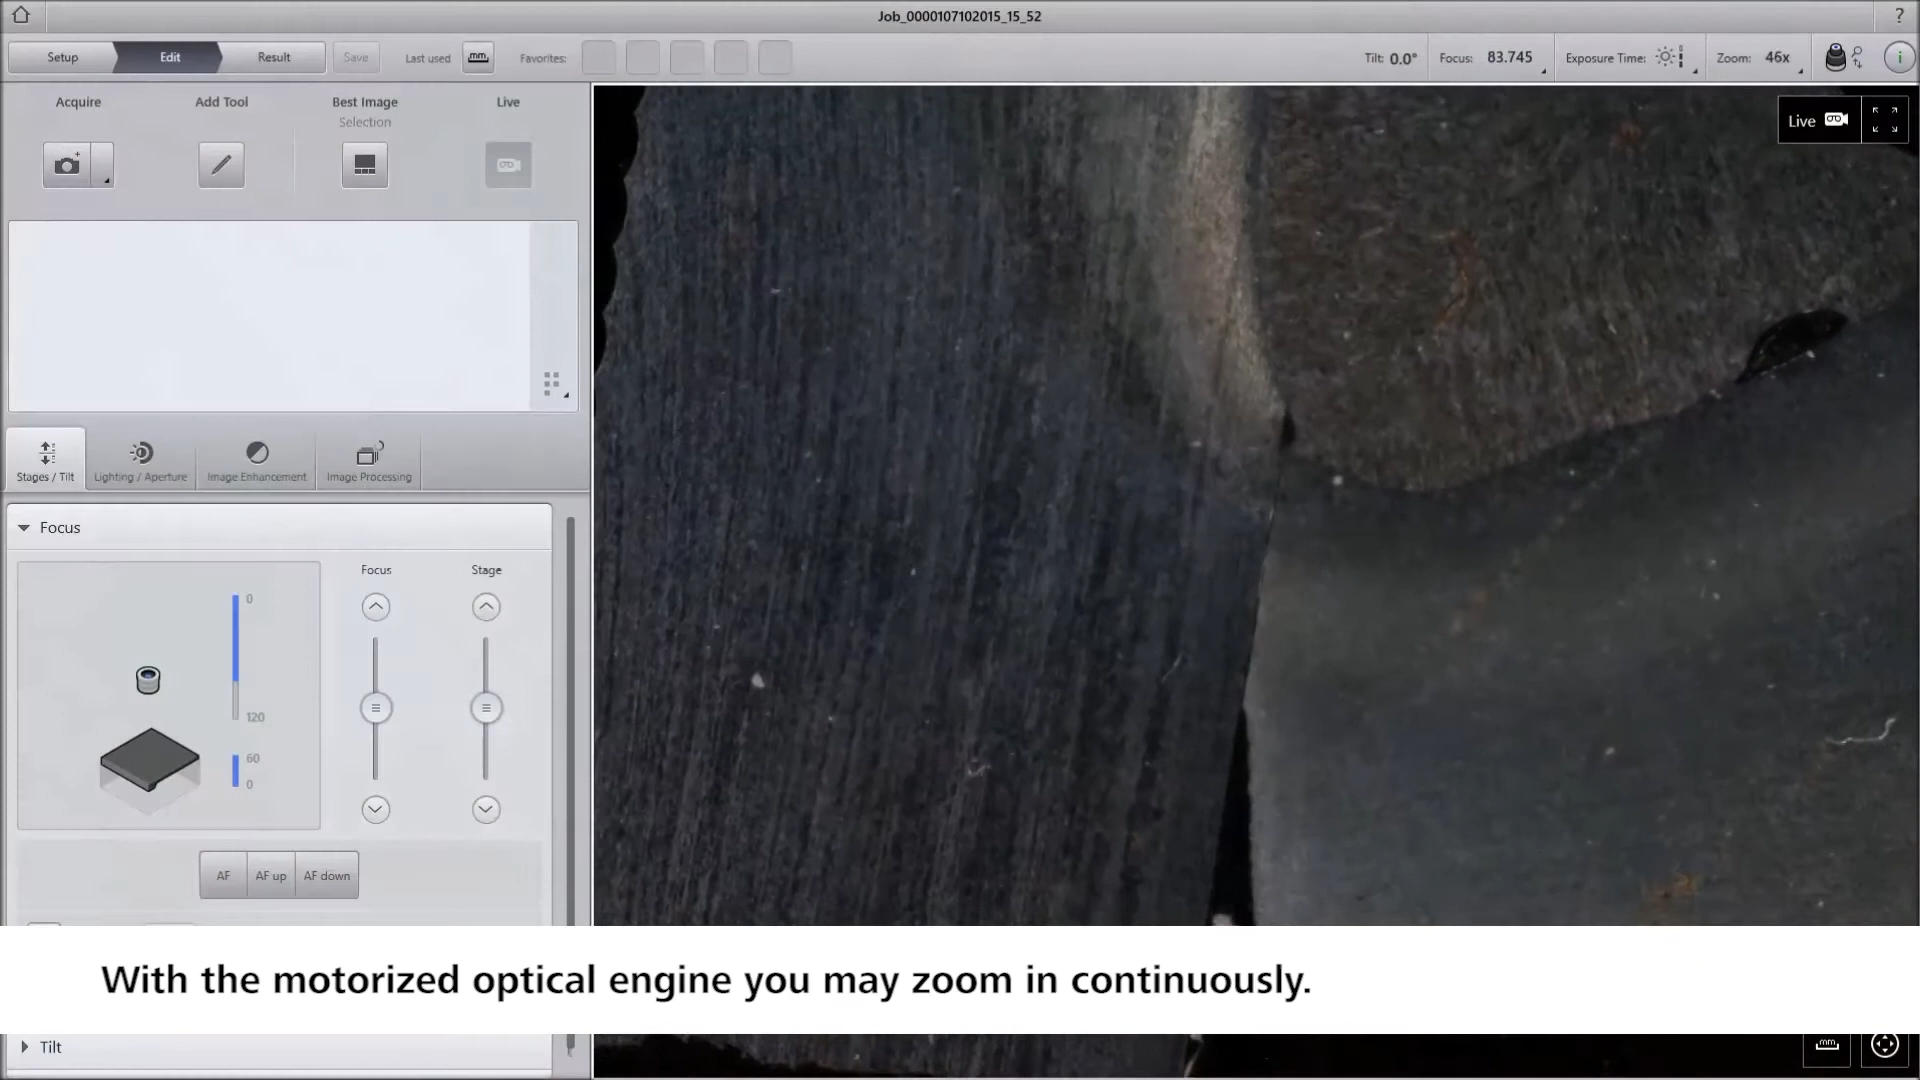 Job_0000107102015_15_52
?
Setup
Edit
Result
Save
Last used
mm
Favorites:
Tilt: 0.0°
Focus: 83.745
Exposure Time:
Zoom: 46x
i
Acquire
Add Tool
Best Image
Selection
Live
Live
Stages / Tilt
Lighting / Aperture
Image Enhancement
Image Processing
Focus
Focus
Stage
0
120
60
0
AF
AF up
AF down
With the motorized optical engine you may zoom in continuously.
Tilt
mm